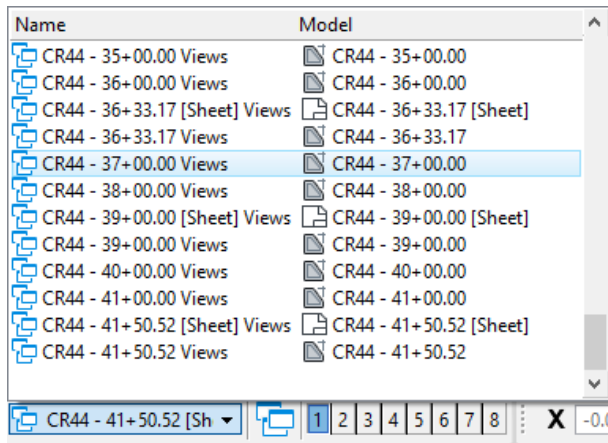 Name Model
CR44 - 35+00.00 Views CR44 - 35+00.00
CR44 - 36+00.00 Views CR44 - 36+00.00
CR44 - 36+33.17 [Sheet] Views CR44 - 36+33.17 [Sheet]
CR44 - 36+33.17 Views CR44 - 36+33.17
CR44 - 37+00.00 Views CR44 - 37+00.00
CR44 - 38+00.00 Views CR44 - 38+00.00
CR44 - 39+00.00 [Sheet] Views CR44 - 39+00.00 [Sheet]
CR44 - 39+00.00 Views CR44 - 39+00.00
CR44 - 40+00.00 Views CR44 - 40+00.00
CR44 - 41+00.00 Views CR44 - 41+00.00
CR44 - 41+50.52 [Sheet] Views CR44 - 41+50.52 [Sheet]
CR44 - 41+50.52 Views CR44 - 41+50.52
CR44 - 41+50.52 [Sh 1 2 3 4 5 6 7 8 X